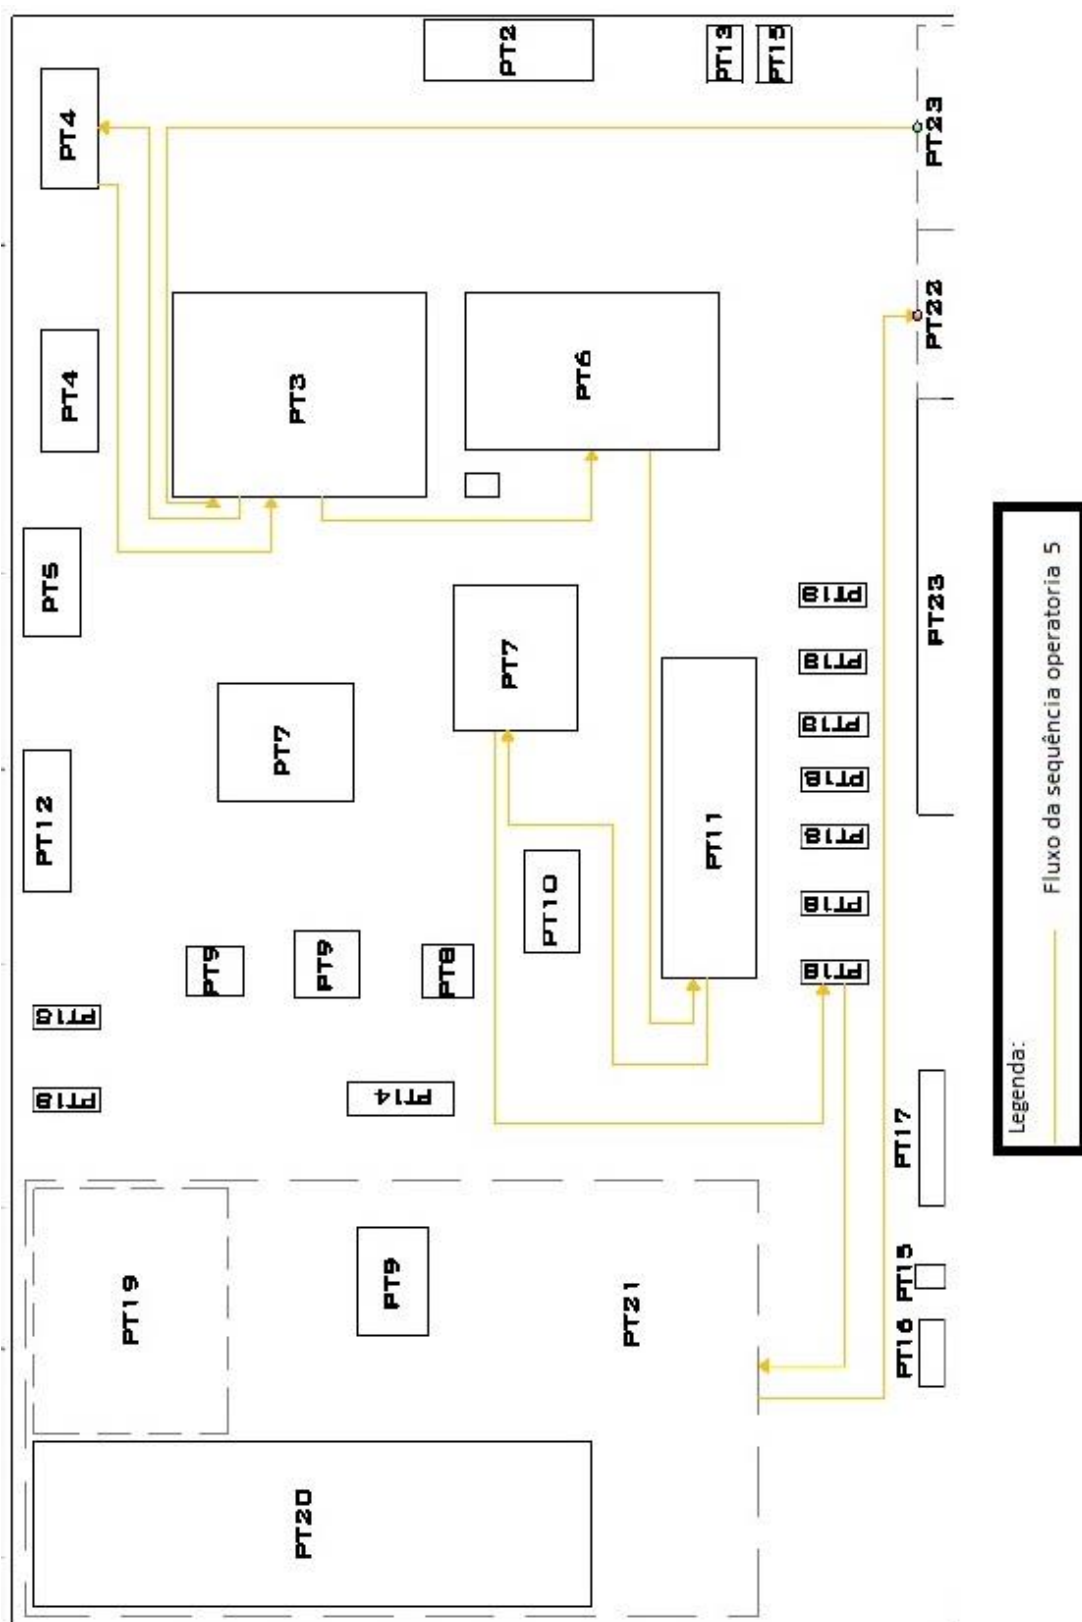 PT18
PT18
PT12
PT5
PT4
PT4
PT19
PT9
PT7
PT3
PT20
PT9
PT9
PT14
PT8
PT7
PT2
PT10
PT6
PT21
PT11
PT13
PT15
PT18
PT18
PT18
PT18
PT18
PT18
PT18
PT16
PT15
PT17
PT23
PT22
PT23
Legenda:
Fluxo da sequência operatoria 5